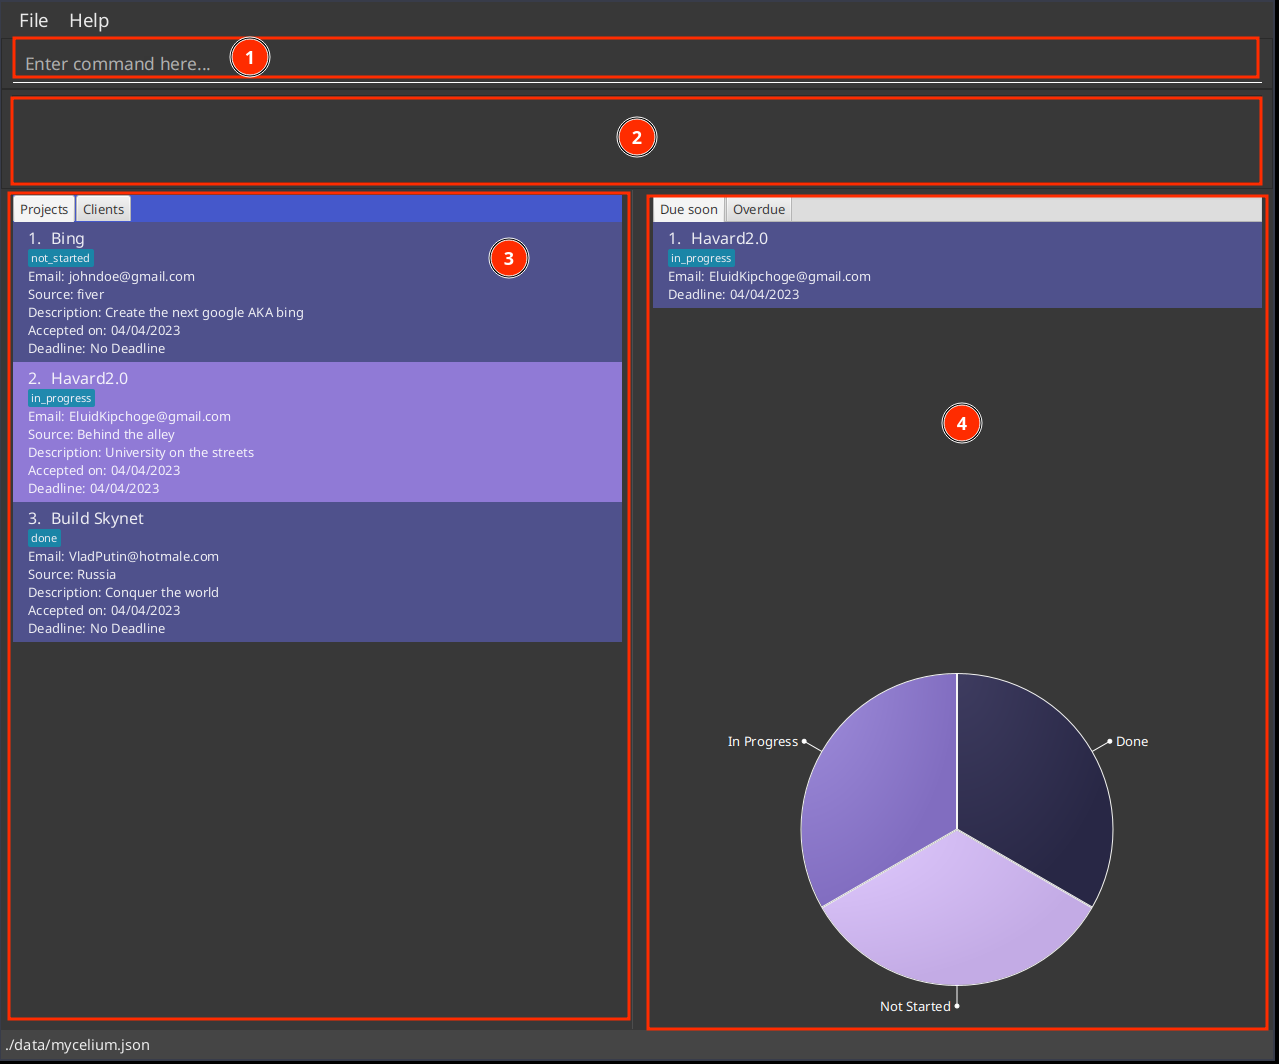 File Help
Enter command here... 1
2
Projects Clients
3
1. Bing
not_started
Email: johndoe@gmail.com
Source: fiver
Description: Create the next google AKA bing
Accepted on: 04/04/2023
Deadline: No Deadline
2. Havard2.0
in_progress
Email: EluidKipchoge@gmail.com
Source: Behind the alley
Description: University on the streets
Accepted on: 04/04/2023
Deadline: 04/04/2023
3. Build Skynet
done
Email: VladPutin@hotmale.com
Source: Russia
Description: Conquer the world
Accepted on: 04/04/2023
Deadline: No Deadline
Due soon Overdue
1. Havard2.0
in_progress
Email: EluidKipchoge@gmail.com
Deadline: 04/04/2023
4
In Progress
Done
Not Started
./data/mycelium.json